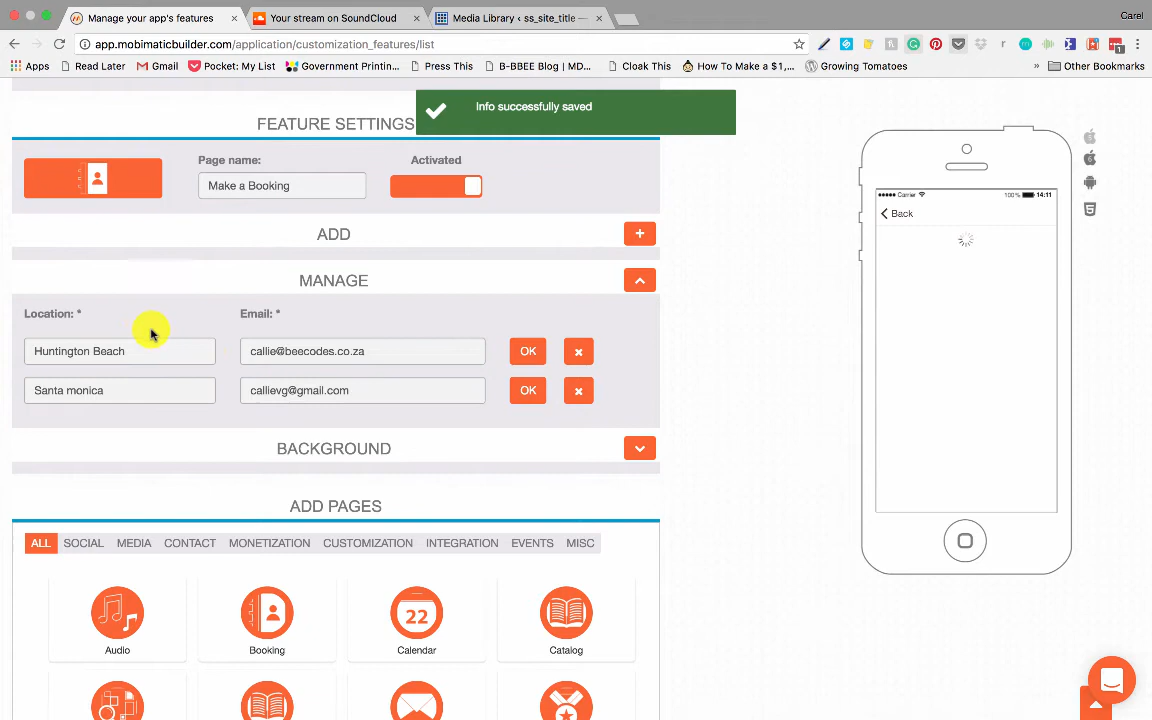 Manage your app's features
Your stream on SoundCloud
Media Library ‹ ss_site_title —
Carel
app.mobimaticbuilder.com/application/customization_features/list
Apps
Read Later
Gmail
Pocket: My List
Government Printin...
Press This
B-BBEE Blog | MD...
Cloak This
How To Make a $1,...
Growing Tomatoes
»
Other Bookmarks
Info successfully saved
FEATURE SETTINGS
Page name:
Activated
Make a Booking
ADD
MANAGE
Location: *
Email: *
Huntington Beach
callie@beecodes.co.za
OK
Santa monica
callievg@gmail.com
OK
BACKGROUND
ADD PAGES
ALL SOCIAL MEDIA CONTACT MONETIZATION CUSTOMIZATION INTEGRATION EVENTS MISC
22
Audio
Booking
Calendar
Catalog
Carrier
100%
14:11
Back